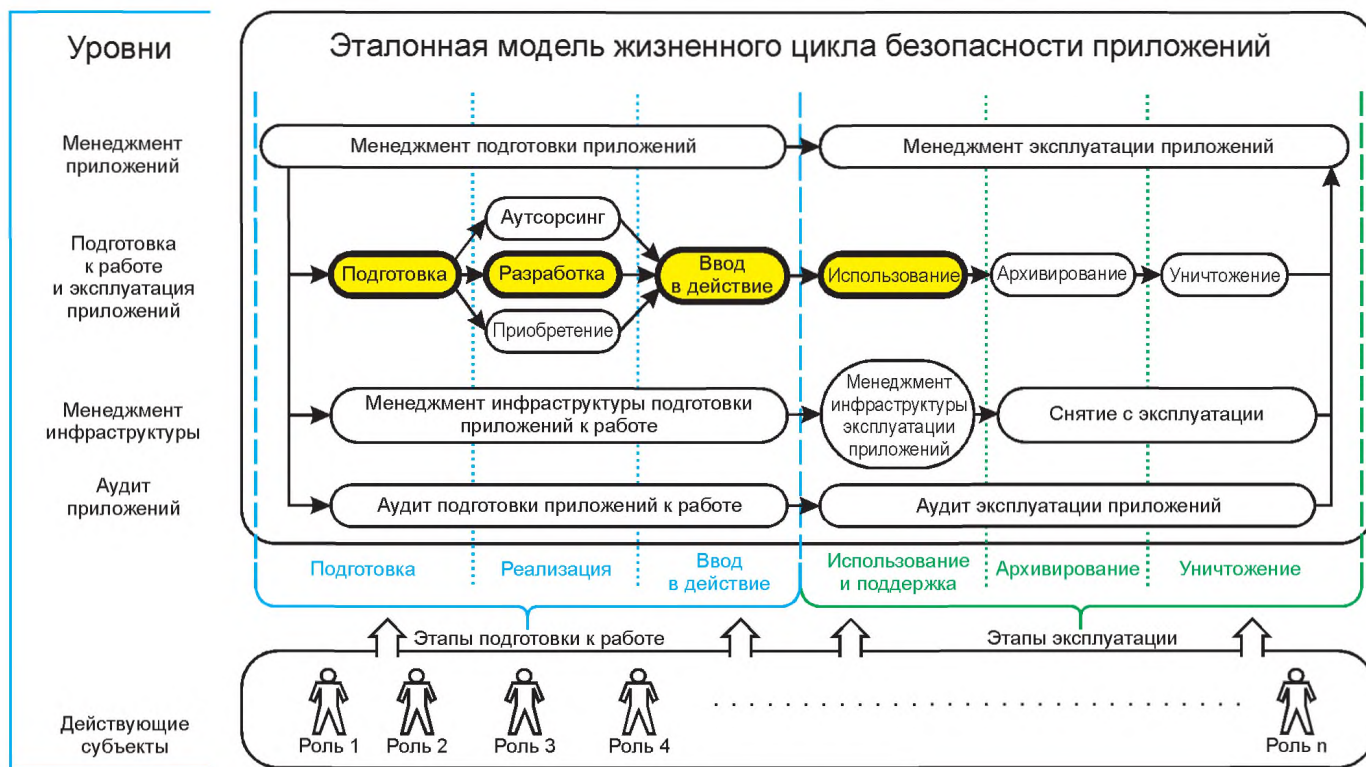 Уровни
Эталонная модель жизненного цикла безопасности приложений
Менеджмент
приложений
Менеджмент подготовки приложений
Менеджмент эксплуатации приложений
Подготовка
к работе
и эксплуатация
приложений
Подготовка
Аутсорсинг
Разработка
Приобретение
Ввод
в действие
Использование
Архивирование
Уничтожение
Менеджмент
инфраструктуры
Менеджмент инфраструктуры подготовки
приложений к работе
Менеджмент
инфраструктуры
эксплуатации
приложений
Снятие с эксплуатации
Аудит
приложений
Аудит подготовки приложений к работе
Аудит эксплуатации приложений
Подготовка
Реализация
Ввод
в действие
Использование
и поддержка
Архивирование
Уничтожение
Этапы подготовки к работе
Этапы эксплуатации
Действующие
субъекты
Роль 1
Роль 2
Роль 3
Роль 4
Роль n